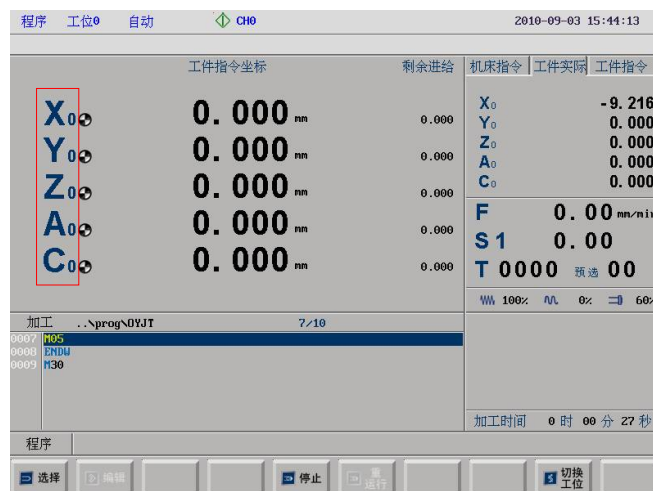 程序 工位0 自动 CH0 2010-09-03 15:44:13
工件指令坐标 剩余进给 机床指令 工件实际 工件指令
X0 0.000 mm 0.000
Y0 0.000 mm 0.000
Z0 0.000 mm 0.000
A0 0.000 mm 0.000
C0 0.000 mm 0.000
X0 -9.216
Y0 0.000
Z0 0.000
A0 0.000
C0 0.000
F 0.00 mm/min
S1 0.00
T 0000 预选 00
100% 0% 60%
加工 ..\prog\OYJT 7/10
0007 M05
0008 ENDW
0009 M30
加工时间 0 时 00 分 27 秒
程序
选择 编辑 停止 重运行 切换工位